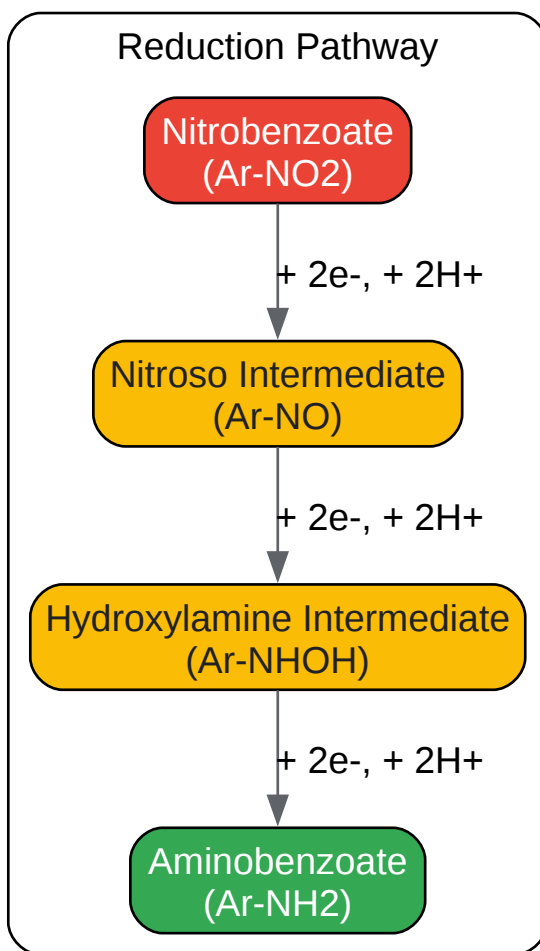 Reduction Pathway
Nitrobenzoate
(Ar-NO2)
+ 2e-, + 2H+
Nitroso Intermediate
(Ar-NO)
+ 2e-, + 2H+
Hydroxylamine Intermediate
(Ar-NHOH)
+ 2e-, + 2H+
Aminobenzoate
(Ar-NH2)